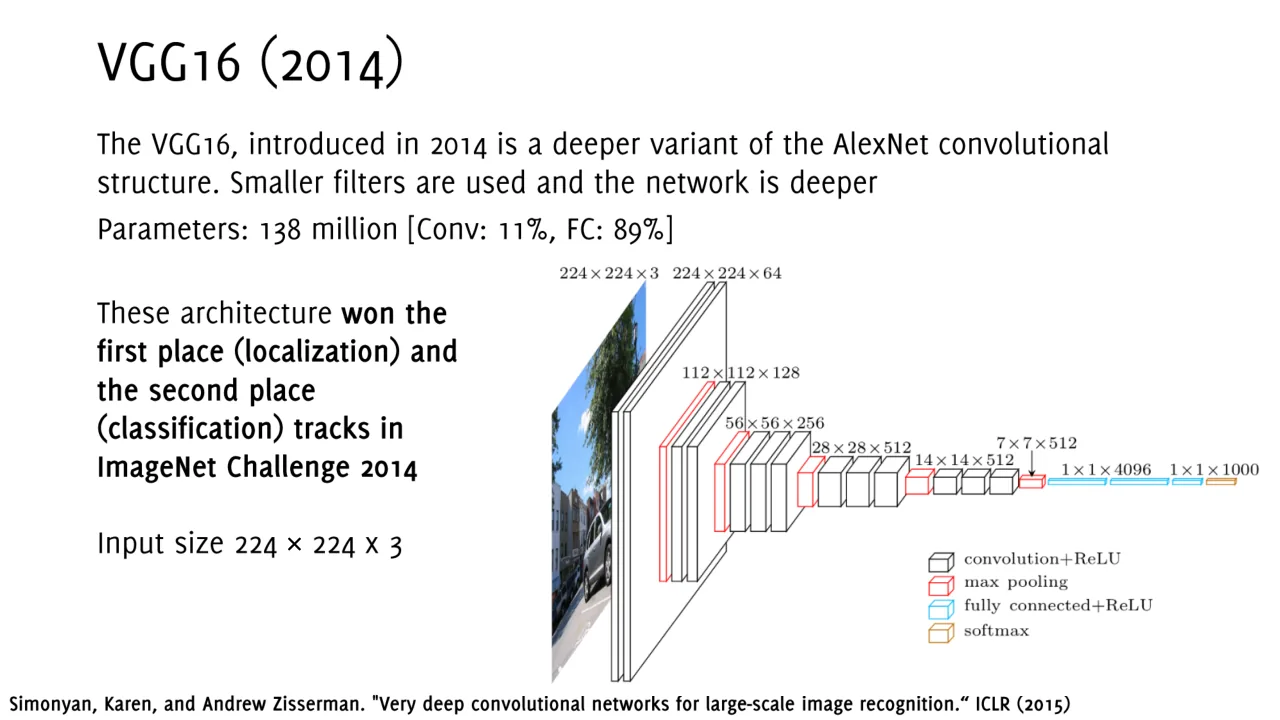 VGG16 (2014)
The VGG16, introduced in 2014 is a deeper variant of the AlexNet convolutional
structure. Smaller filters are used and the network is deeper
Parameters: 138 million [Conv: 11%, FC: 89%]
These architecture won the
first place (localization) and
the second place
(classification) tracks in
ImageNet Challenge 2014
Input size 224 × 224 x 3
224 × 224 × 3 224 × 224 × 64
112 × 112 × 128
56 × 56 × 256
28 × 28 × 512
14 × 14 × 512
7 × 7 × 512
1 × 1 × 4096 1 × 1 × 1000
convolution+ReLU
max pooling
fully connected+ReLU
softmax
Simonyan, Karen, and Andrew Zisserman. "Very deep convolutional networks for large-scale image recognition.“ ICLR (2015)